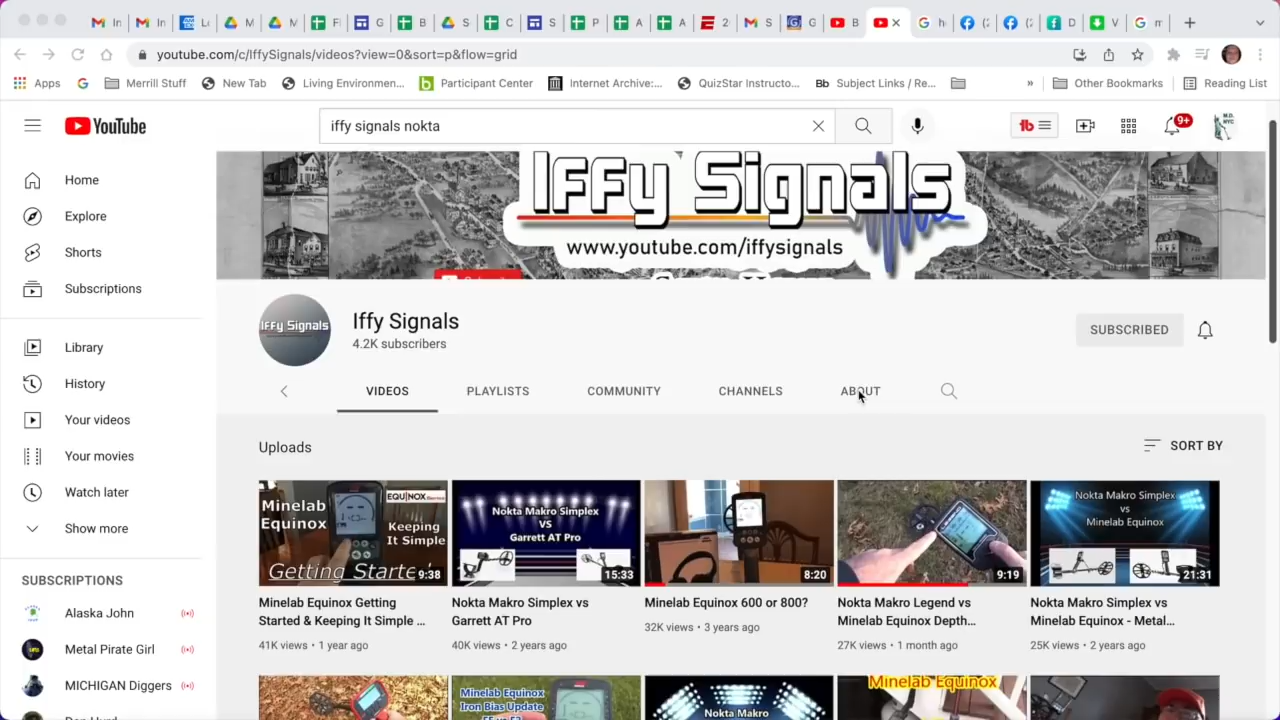 M In
M In
L
M
M
F
G
B
S
C
S
P
A
A
2
M S
G
B
h
(2
(2
D
V
m
youtube.com/c/IffySignals/videos?view=0&sort=p&flow=grid
Apps
Merrill Stuff
New Tab
Living Environmen...
Participant Center
Internet Archive:...
QuizStar Instructo...
Bb Subject Links / Re...
»
Other Bookmarks
Reading List
YouTube
iffy signals nokta
9+
Home
Explore
Shorts
Subscriptions
Library
History
Your videos
Your movies
Watch later
Show more
SUBSCRIPTIONS
Alaska John
Metal Pirate Girl
MICHIGAN Diggers
Iffy Signals
www.youtube.com/iffysignals
Iffy Signals
Iffy Signals
4.2K subscribers
SUBSCRIBED
VIDEOS
PLAYLISTS
COMMUNITY
CHANNELS
ABOUT
Uploads
SORT BY
Minelab
Equinox
EQUINOX
Keeping
It Simple
Getting Starte
9:38
Minelab Equinox Getting
Started & Keeping It Simple ...
41K views • 1 year ago
Nokta Makro Simplex
VS
Garrett AT Pro
15:33
Nokta Makro Simplex vs
Garrett AT Pro
40K views • 2 years ago
8:20
Minelab Equinox 600 or 800?
32K views • 3 years ago
9:19
Nokta Makro Legend vs
Minelab Equinox Depth...
27K views • 1 month ago
Nokta Makro Simplex
vs
Minelab Equinox
21:31
Nokta Makro Simplex vs
Minelab Equinox - Metal...
25K views • 2 years ago
Minelab Equinox
Iron Bias Update
Nokta Makro
Minelab Equinox